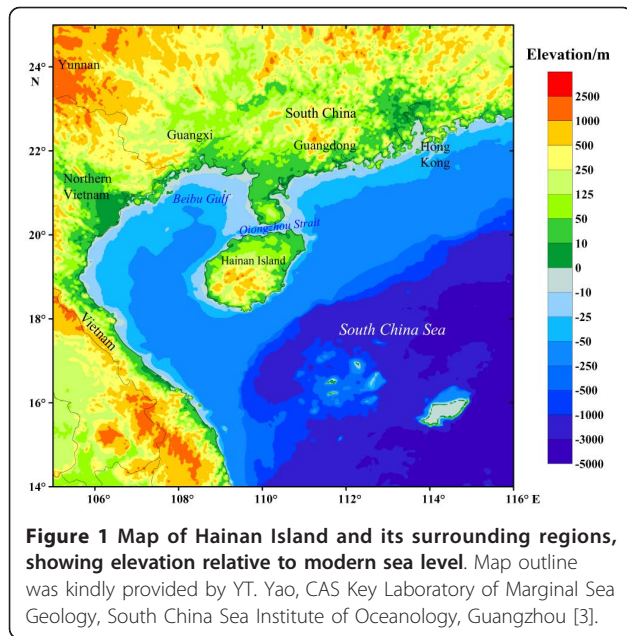 Elevation/m
2500
1000
500
250
125
50
10
0
-10
-25
-50
-250
-500
-1000
-3000
-5000
24°
N
22°
20°
18°
16°
14°
106°
108°
110°
112°
114°
116° E
Yunnan
South China
Guangxi
Guangdong
Hong
Kong
Northern
Vietnam
Beibu Gulf
Qiongzhou Strait
Hainan Island
Vietnam
South China Sea
Figure 1 Map of Hainan Island and its surrounding regions,
showing elevation relative to modern sea level. Map outline
was kindly provided by YT. Yao, CAS Key Laboratory of Marginal Sea
Geology, South China Sea Institute of Oceanology, Guangzhou [3].